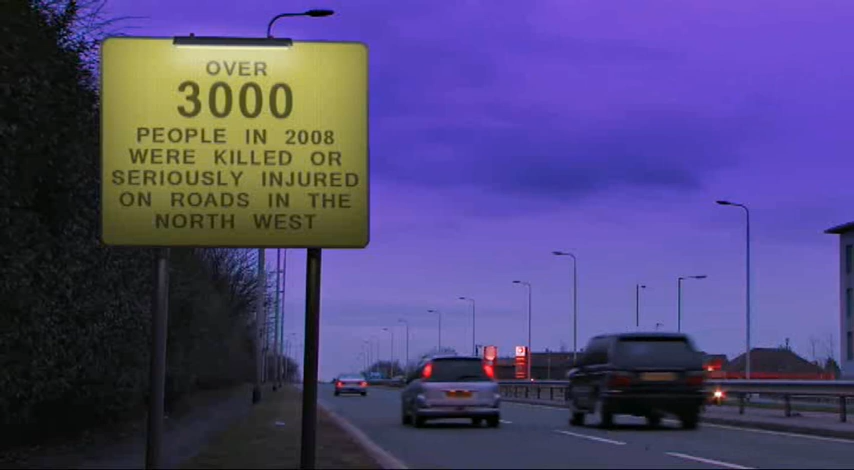 OVER
3000
PEOPLE IN 2008
WERE KILLED OR
SERIOUSLY INJURED
ON ROADS IN THE
NORTH WEST